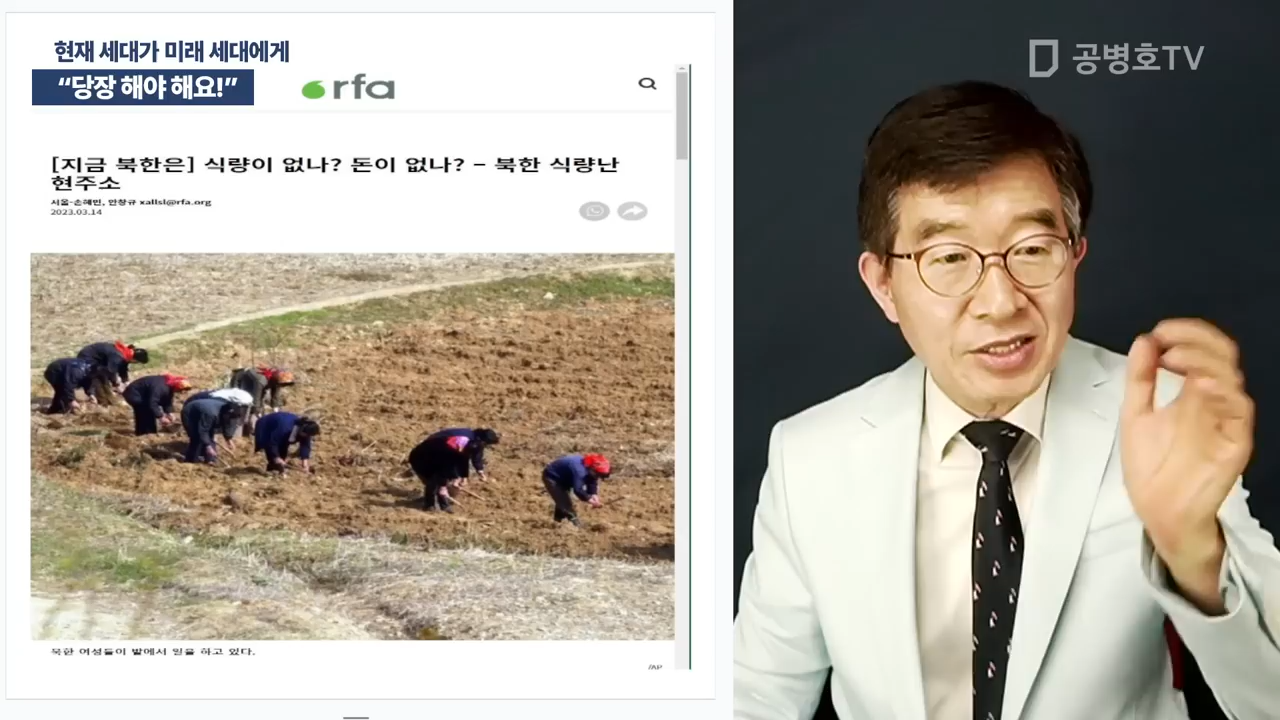 현재 세대가 미래 세대에게
“당장 해야 해요!”
rfa
공병호TV
[지금 북한은] 식량이 없나? 돈이 없나? – 북한 식량난
현주소
서울-손혜민, 안창규 xallsl@rfa.org
2023.03.14
북한 여성들이 밭에서 일을 하고 있다.
/AP